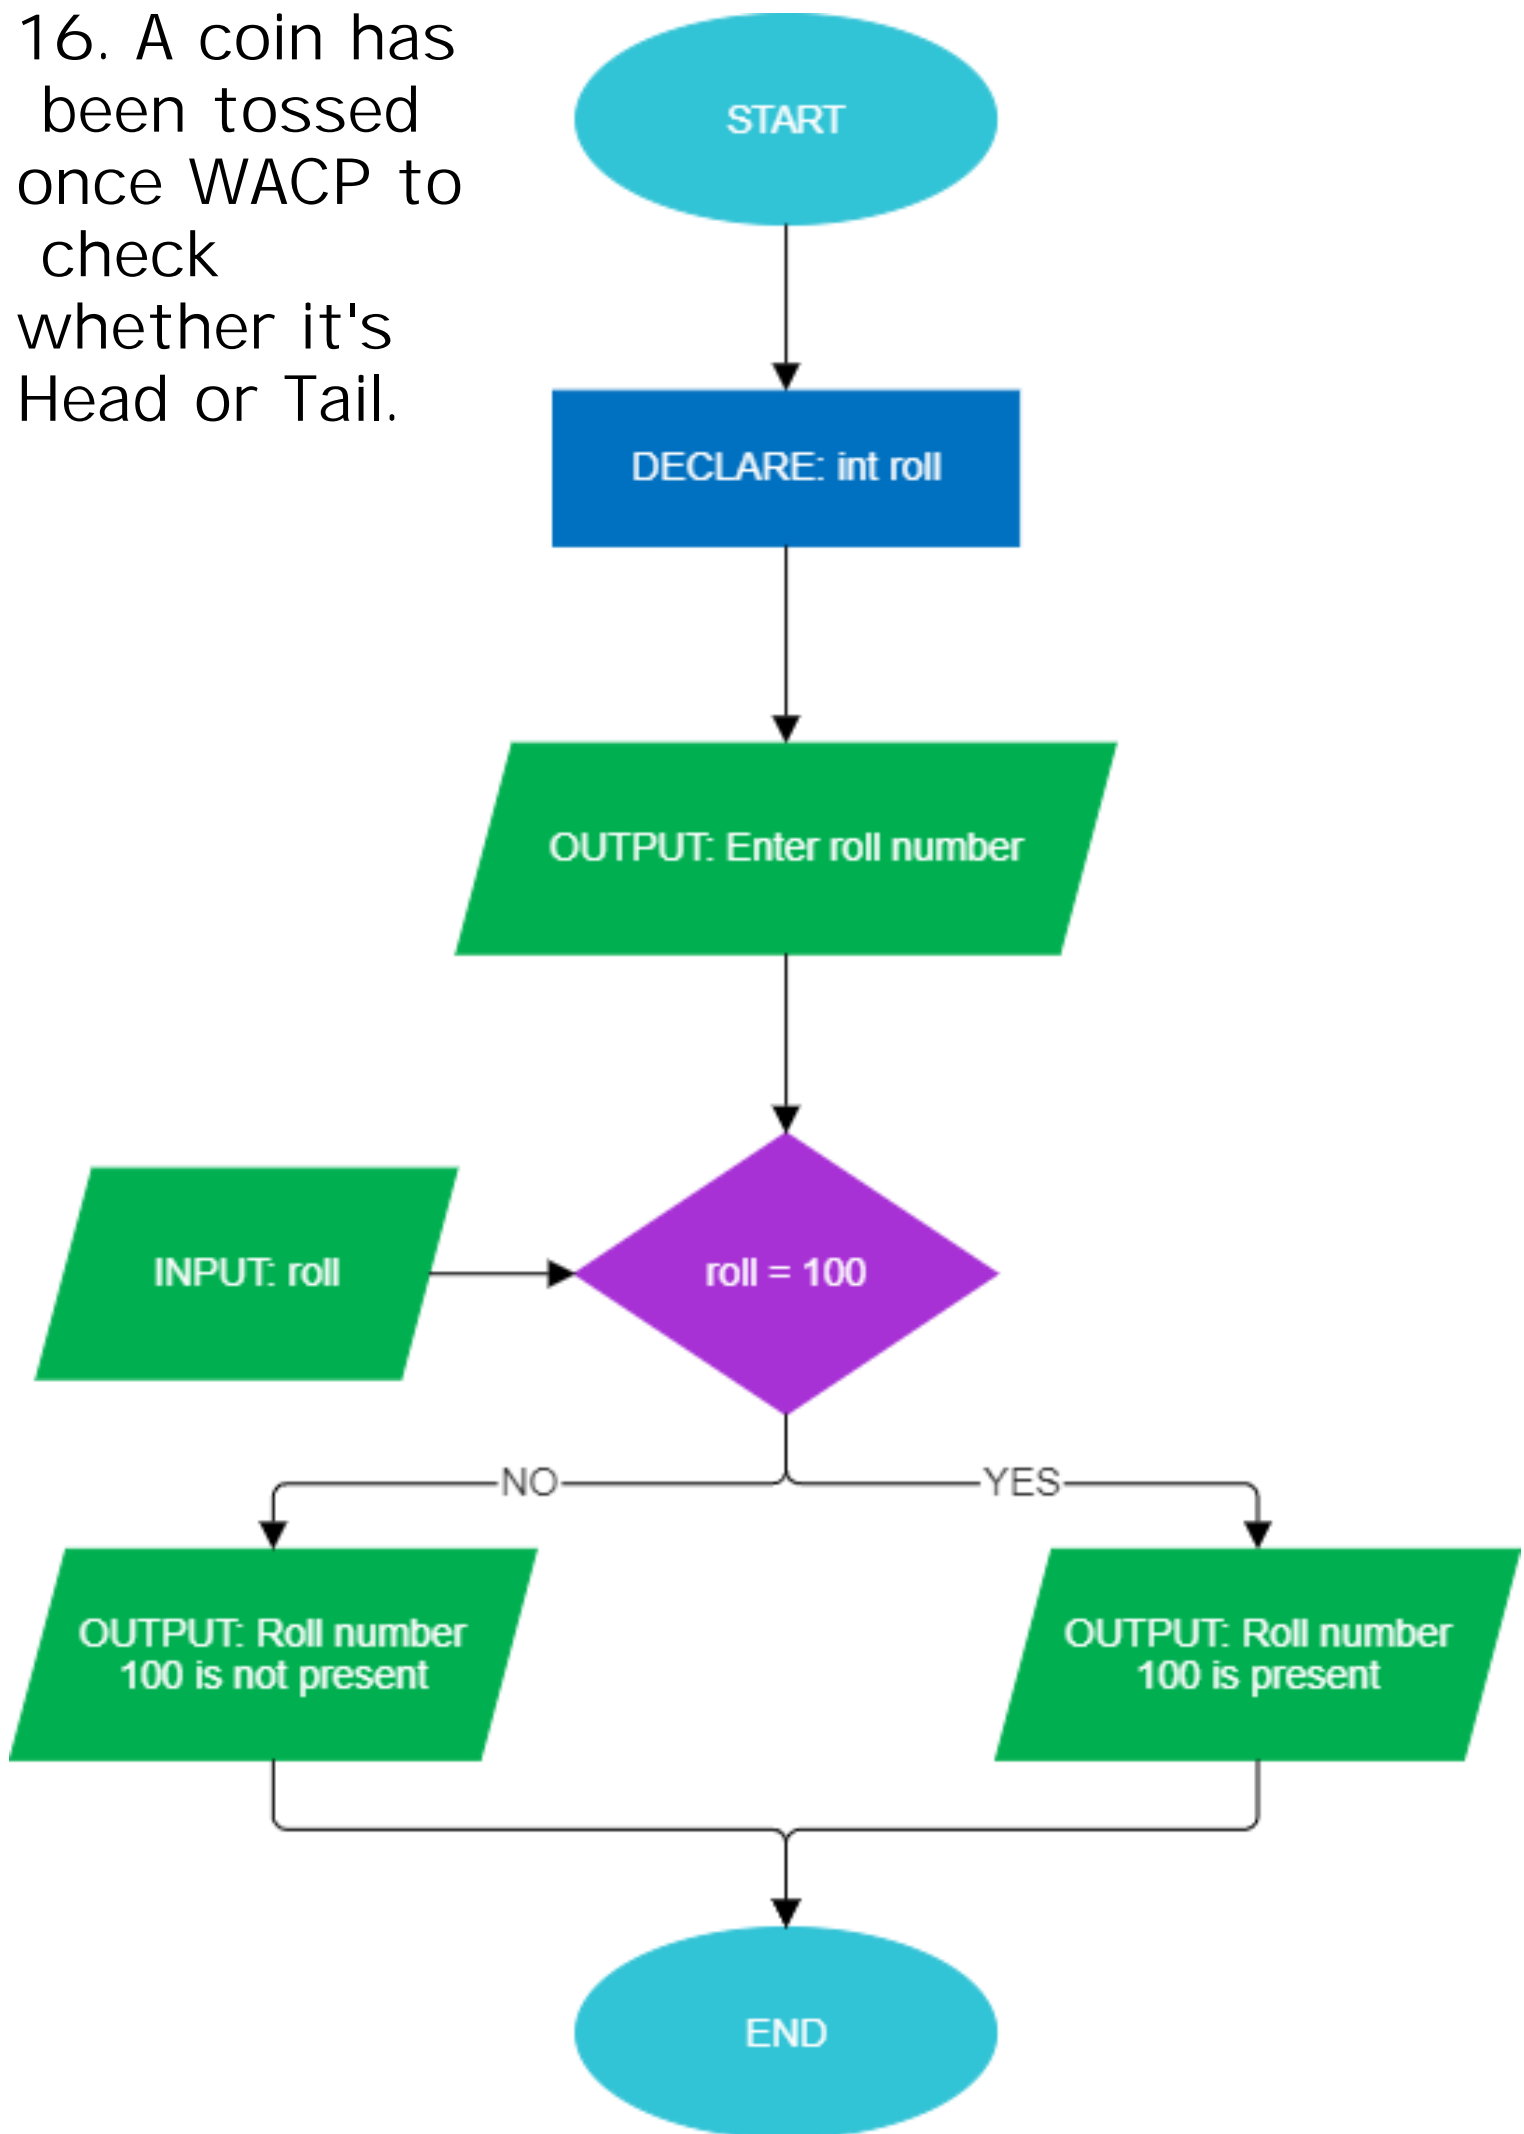 16. A coin has
been tossed
once WACP to
check
whether it's
Head or Tail.
START
DECLARE: int roll
OUTPUT: Enter roll number
INPUT: roll
roll = 100
NO
YES
OUTPUT: Roll number
100 is not present
OUTPUT: Roll number
100 is present
END